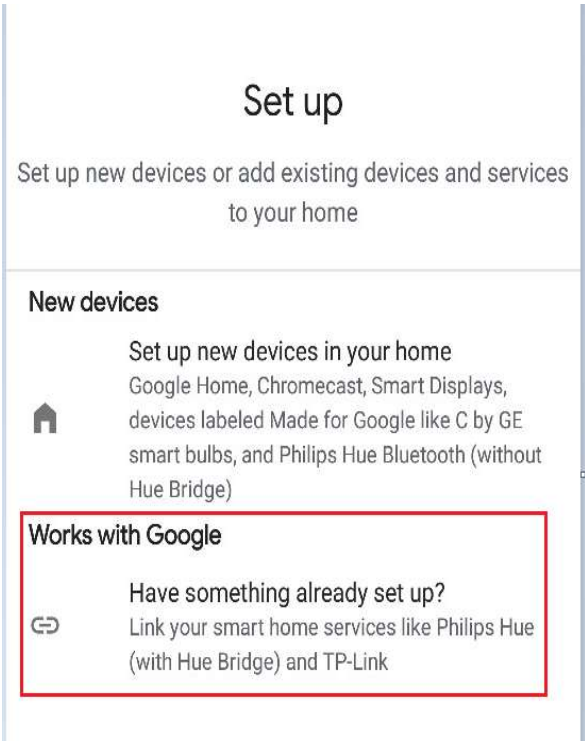 Set up
Set up new devices or add existing devices and services
to your home
New devices
Set up new devices in your home
Google Home, Chromecast, Smart Displays,
devices labeled Made for Google like C by GE
smart bulbs, and Philips Hue Bluetooth (without
Hue Bridge)
Works with Google
Have something already set up?
Link your smart home services like Philips Hue
(with Hue Bridge) and TP-Link